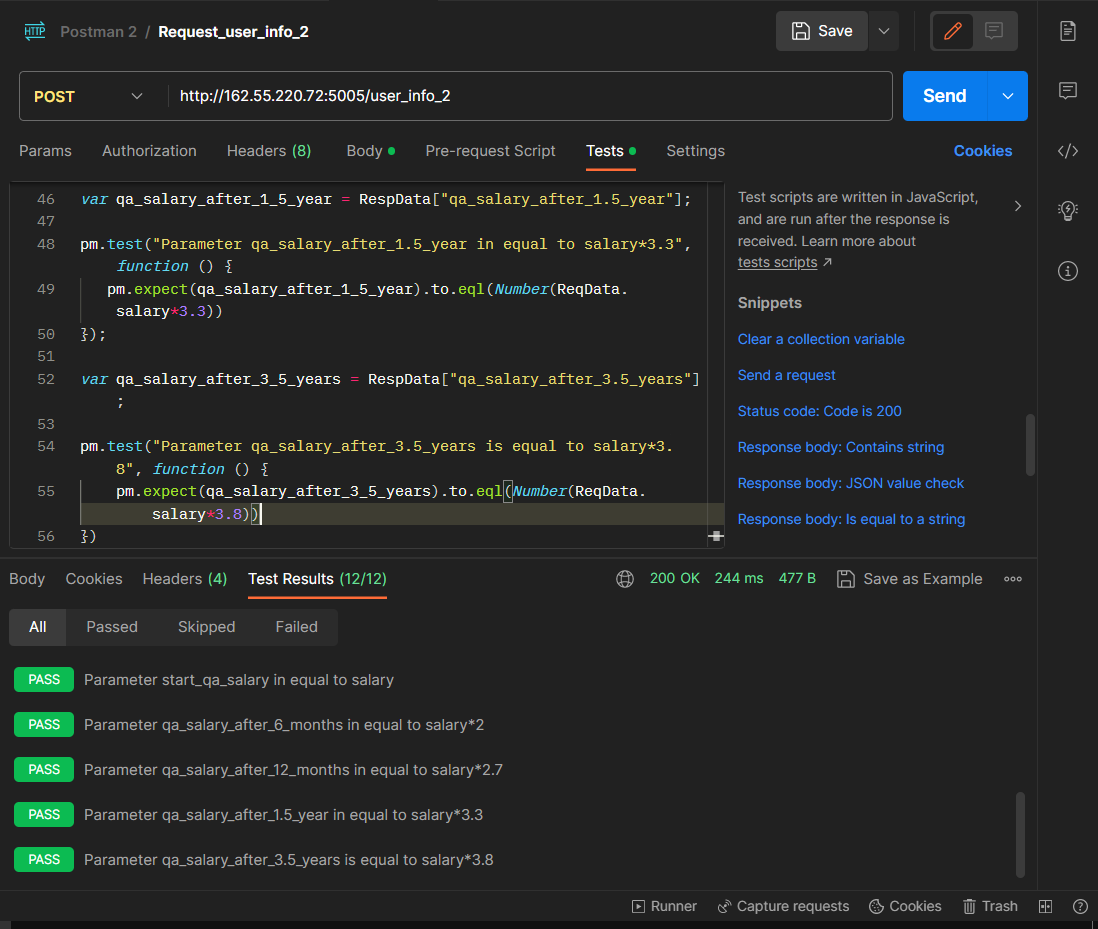 HTTP Postman 2 / Request_user_info_2 Save
POST http://162.55.220.72:5005/user_info_2 Send
Params Authorization Headers (8) Body Pre-request Script Tests Settings Cookies
46 var qa_salary_after_1_5_year = RespData["qa_salary_after_1.5_year"];
47
48 pm.test("Parameter qa_salary_after_1.5_year in equal to salary*3.3",
function () {
49 pm.expect(qa_salary_after_1_5_year).to.eql(Number(ReqData.
salary*3.3))
50 });
51
52 var qa_salary_after_3_5_years = RespData["qa_salary_after_3.5_years"]
;
53
54 pm.test("Parameter qa_salary_after_3.5_years is equal to salary*3.
8", function () {
55 pm.expect(qa_salary_after_3_5_years).to.eql(Number(ReqData.
salary*3.8))
56 })
Test scripts are written in JavaScript,
and are run after the response is
received. Learn more about
tests scripts ↗
Snippets
Clear a collection variable
Send a request
Status code: Code is 200
Response body: Contains string
Response body: JSON value check
Response body: Is equal to a string
Body Cookies Headers (4) Test Results (12/12) 200 OK 244 ms 477 B Save as Example
All Passed Skipped Failed
PASS Parameter start_qa_salary in equal to salary
PASS Parameter qa_salary_after_6_months in equal to salary*2
PASS Parameter qa_salary_after_12_months in equal to salary*2.7
PASS Parameter qa_salary_after_1.5_year in equal to salary*3.3
PASS Parameter qa_salary_after_3.5_years is equal to salary*3.8
Runner Capture requests Cookies Trash